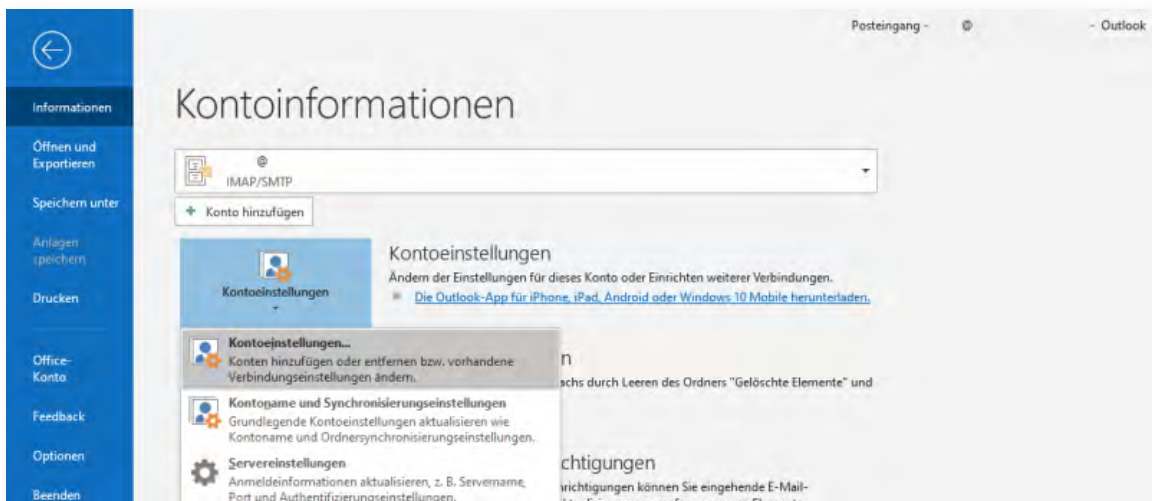 Posteingang - @ - Outlook
Informationen
Öffnen und
Exportieren
Speichern unter
Anlagen
speichern
Drucken
Office-
Konto
Feedback
Optionen
Beenden
Kontoinformationen
@
IMAP/SMTP
Konto hinzufügen
Kontoeinstellungen
Kontoeinstellungen
Ändern der Einstellungen für dieses Konto oder Einrichten weiterer Verbindungen.
Die Outlook-App für iPhone, iPad, Android oder Windows 10 Mobile herunterladen.
Kontoeinstellungen...
Konten hinzufügen oder entfernen bzw. vorhandene
Verbindungseinstellungen ändern.
Kontoname und Synchronisierungseinstellungen
Grundlegende Kontoeinstellungen aktualisieren wie
Kontoname und Ordnersynchronisierungseinstellungen.
Servereinstellungen
Anmeldeinformationen aktualisieren, z. B. Servername,
Port und Authentifizierungseinstellungen.
n
achs durch Leeren des Ordners "Gelöschte Elemente" und
chtigungen
hrichtigungen können Sie eingehende E-Mail-